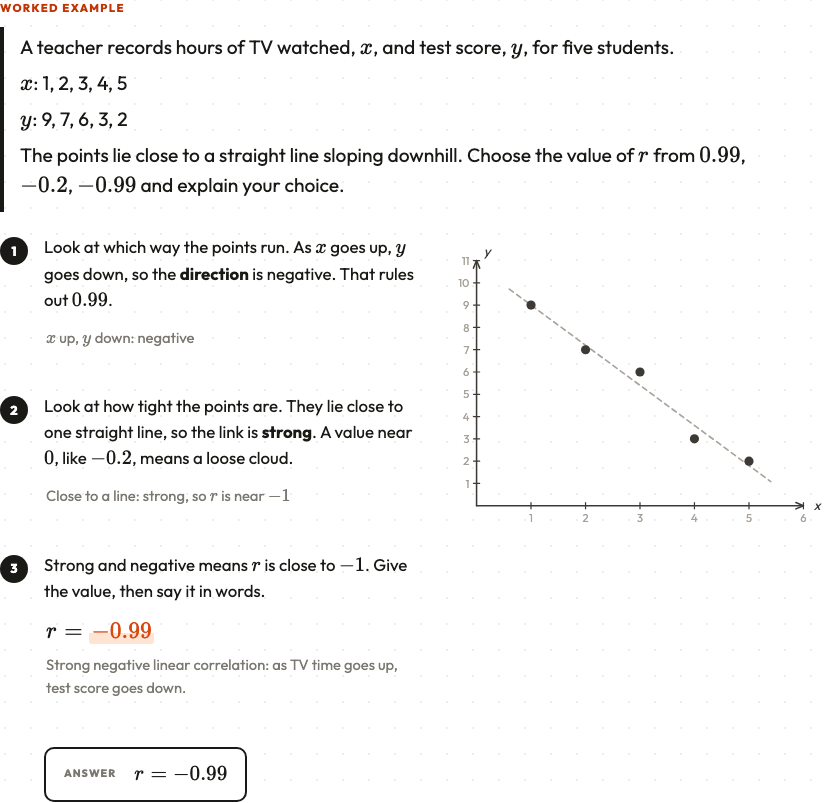 WORKED EXAMPLE
A teacher records hours of TV watched, x, and test score, y, for five students.
x: 1, 2, 3, 4, 5
y: 9, 7, 6, 3, 2
The points lie close to a straight line sloping downhill. Choose the value of r from 0.99,
−0.2, −0.99 and explain your choice.
1
Look at which way the points run. As x goes up, y
goes down, so the direction is negative. That rules
out 0.99.
x up, y down: negative
2
Look at how tight the points are. They lie close to
one straight line, so the link is strong. A value near
0, like −0.2, means a loose cloud.
Close to a line: strong, so r is near −1
3
Strong and negative means r is close to −1. Give
the value, then say it in words.
r = −0.99
Strong negative linear correlation: as TV time goes up,
test score goes down.
ANSWER r = −0.99
y
11
10
9
8
7
6
5
4
3
2
1
1 2 3 4 5 6
x